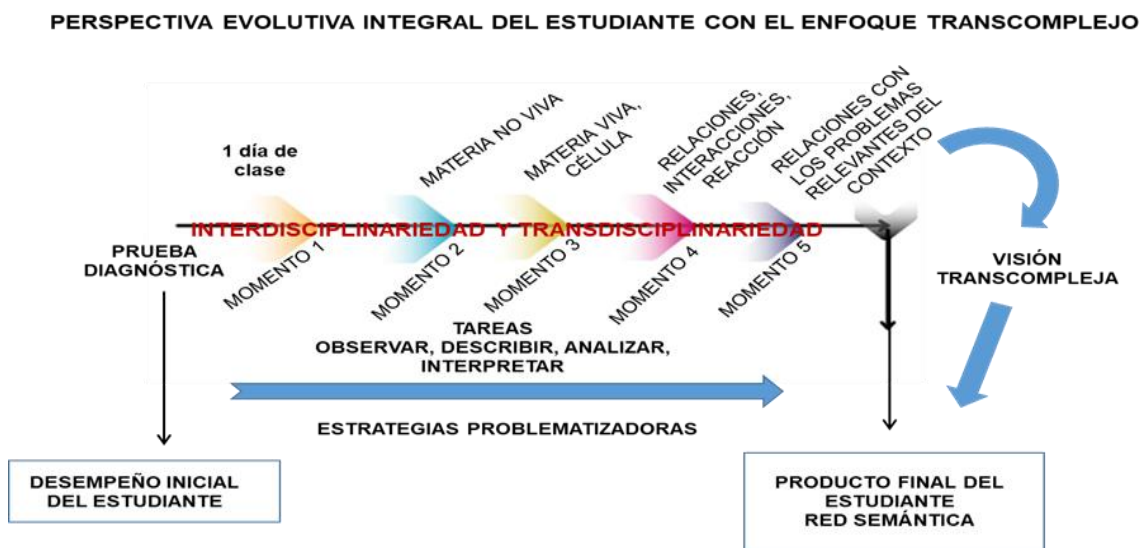 PERSPECTIVA EVOLUTIVA INTEGRAL DEL ESTUDIANTE CON EL ENFOQUE TRANSCOMPLEJO
1 día de
clase
MATERIA NO VIVA
MATERIA VIVA,
CÉLULA
RELACIONES,
INTERACCIONES,
REACCIÓN
RELACIONES CON
LOS PROBLEMAS
RELEVANTES DEL
CONTEXTO
INTERDISCIPLINARIEDAD Y TRANSDISCIPLINARIEDAD
PRUEBA
DIAGNÓSTICA
MOMENTO 1
MOMENTO 2
MOMENTO 3
MOMENTO 4
MOMENTO 5
VISIÓN
TRANSCOMPLEJA
TAREAS
OBSERVAR, DESCRIBIR, ANALIZAR,
INTERPRETAR
ESTRATEGIAS PROBLEMATIZADORAS
DESEMPEÑO INICIAL
DEL ESTUDIANTE
PRODUCTO FINAL DEL
ESTUDIANTE
RED SEMÁNTICA